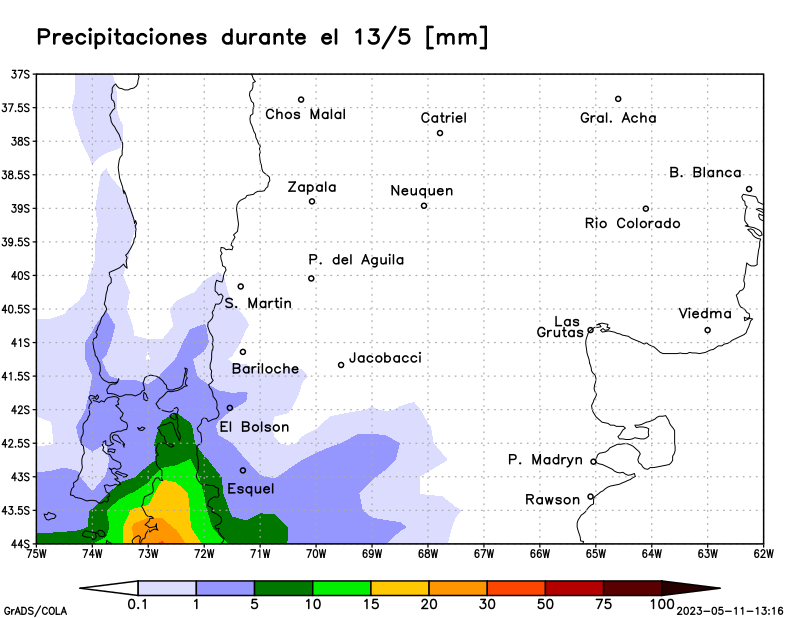 Precipitaciones durante el 13/5 [mm]
37S
37.5S
38S
38.5S
39S
39.5S
40S
40.5S
41S
41.5S
42S
42.5S
43S
43.5S
44S
Chos Malal
Catriel
Gral. Acha
B. Blanca
Zapala
Neuquen
Rio Colorado
P. del Aguila
S. Martin
Las
Grutas
Viedma
Bariloche
Jacobacci
El Bolson
Esquel
P. Madryn
Rawson
75W 74W 73W 72W 71W 70W 69W 68W 67W 66W 65W 64W 63W 62W
0.1 1 5 10 15 20 30 50 75 100
GrADS/COLA
2023-05-11-13:16